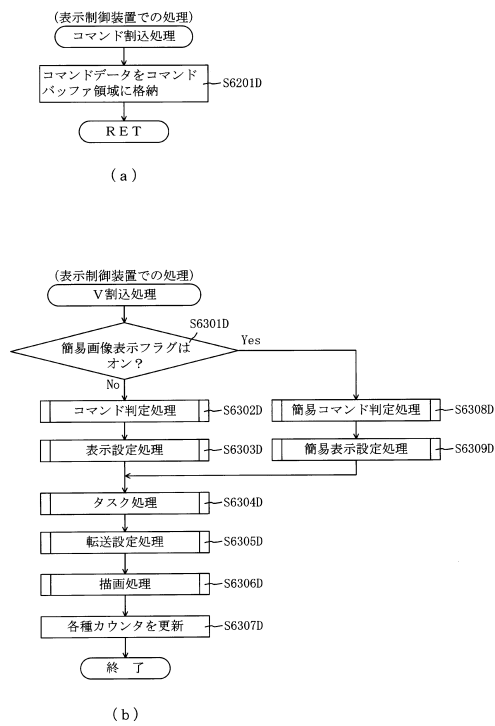 (表示制御装置での処理)
コマンド割込処理
コマンドデータをコマンド
バッファ領域に格納
S6201D
RET
(a)
(表示制御装置での処理)
V割込処理
S6301D
簡易画像表示フラグは
オン？
Yes
No
コマンド判定処理
S6302D
簡易コマンド判定処理
S6308D
表示設定処理
S6303D
簡易表示設定処理
S6309D
タスク処理
S6304D
転送設定処理
S6305D
描画処理
S6306D
各種カウンタを更新
S6307D
終 了
(b)